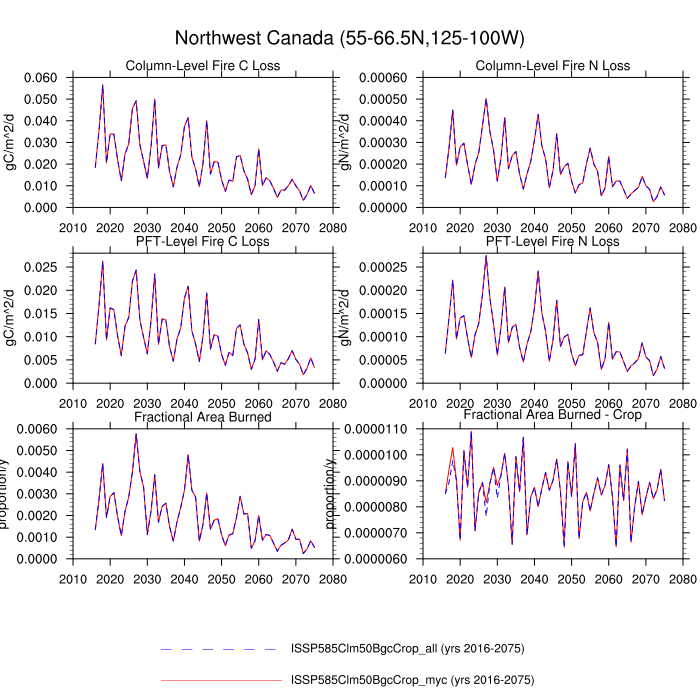 Northwest Canada (55-66.5N,125-100W)
Column-Level Fire C Loss
gC/m^2/d
0.060
0.050
0.040
0.030
0.020
0.010
0.000
2010 2020 2030 2040 2050 2060 2070 2080
Column-Level Fire N Loss
gN/m^2/d
0.00060
0.00050
0.00040
0.00030
0.00020
0.00010
0.00000
2010 2020 2030 2040 2050 2060 2070 2080
PFT-Level Fire C Loss
gC/m^2/d
0.025
0.020
0.015
0.010
0.005
0.000
2010 2020 2030 2040 2050 2060 2070 2080
PFT-Level Fire N Loss
gN/m^2/d
0.00025
0.00020
0.00015
0.00010
0.00005
0.00000
2010 2020 2030 2040 2050 2060 2070 2080
Fractional Area Burned
proportion/y
0.0060
0.0050
0.0040
0.0030
0.0020
0.0010
0.0000
2010 2020 2030 2040 2050 2060 2070 2080
Fractional Area Burned - Crop
proportion/y
0.0000110
0.0000100
0.0000090
0.0000080
0.0000070
0.0000060
2010 2020 2030 2040 2050 2060 2070 2080
ISSP585Clm50BgcCrop_all (yrs 2016-2075)
ISSP585Clm50BgcCrop_myc (yrs 2016-2075)